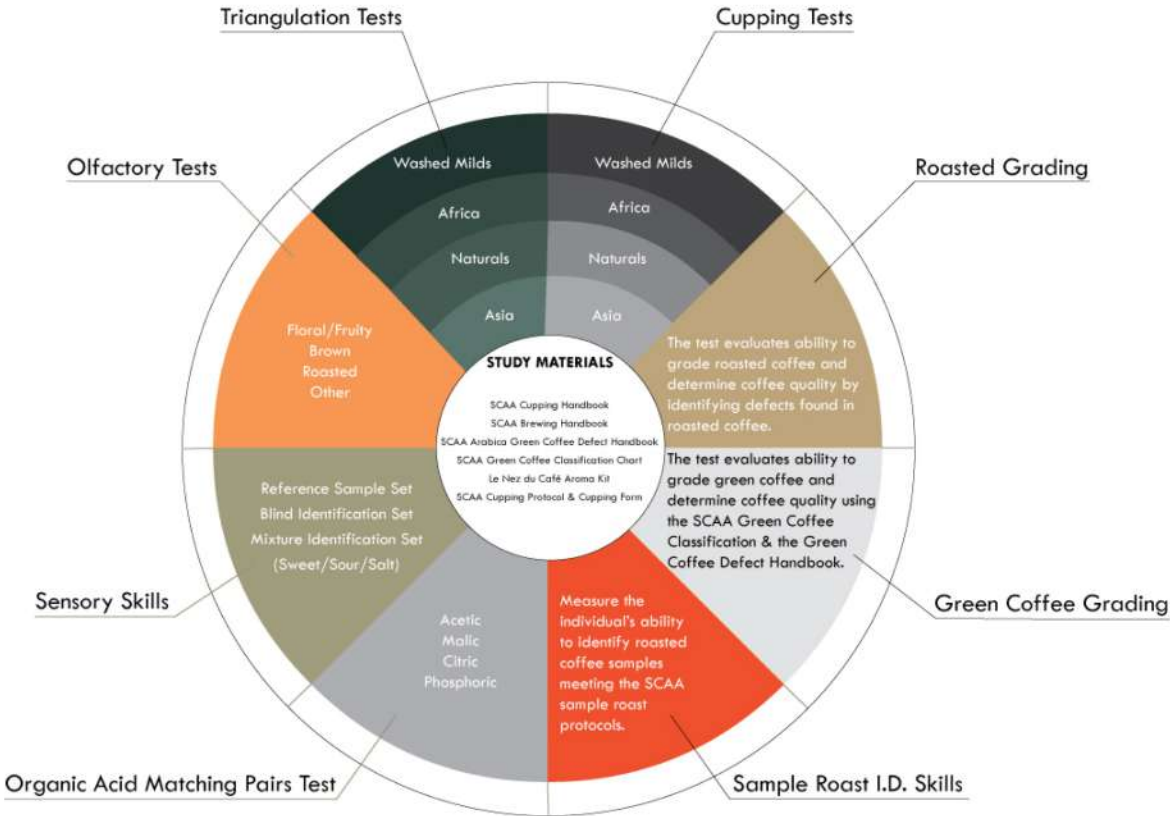 Triangulation Tests
Cupping Tests
Olfactory Tests
Roasted Grading
Washed Milds
Africa
Naturals
Asia
Washed Milds
Africa
Naturals
Asia
Floral/Fruity
Brown
Roasted
Other
The test evaluates ability to
grade roasted coffee and
determine coffee quality by
identifying defects found in
roasted coffee.
STUDY MATERIALS
SCAA Cupping Handbook
SCAA Brewing Handbook
SCAA Arabica Green Coffee Defect Handbook
SCAA Green Coffee Classification Chart
Le Nez du Café Aroma Kit
SCAA Cupping Protocol & Cupping Form
The test evaluates ability to
grade green coffee and
determine coffee quality using
the SCAA Green Coffee
Classification & the Green
Coffee Defect Handbook.
Reference Sample Set
Blind Identification Set
Mixture Identification Set
(Sweet/Sour/Salt)
Sensory Skills
Green Coffee Grading
Acetic
Malic
Citric
Phosphoric
Measure the
individual's ability
to identify roasted
coffee samples
meeting the SCAA
sample roast
protocols.
Organic Acid Matching Pairs Test
Sample Roast I.D. Skills